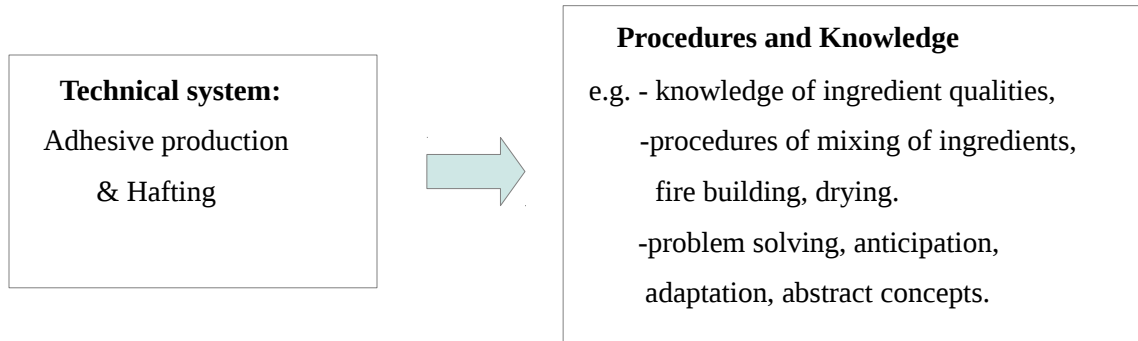 Technical system:
Adhesive production
& Hafting
Procedures and Knowledge
e.g. - knowledge of ingredient qualities,
-procedures of mixing of ingredients,
fire building, drying.
-problem solving, anticipation,
adaptation, abstract concepts.